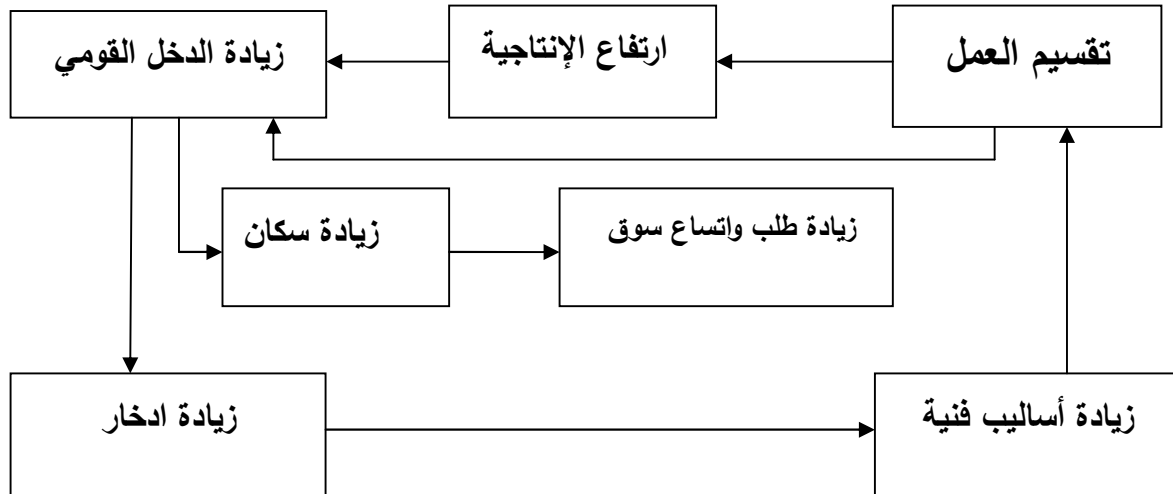 تقسيم العمل
ارتفاع الإنتاجية
زيادة الدخل القومي
زيادة سكان
زيادة طلب واتساع سوق
زيادة ادخار
زيادة أساليب فنية